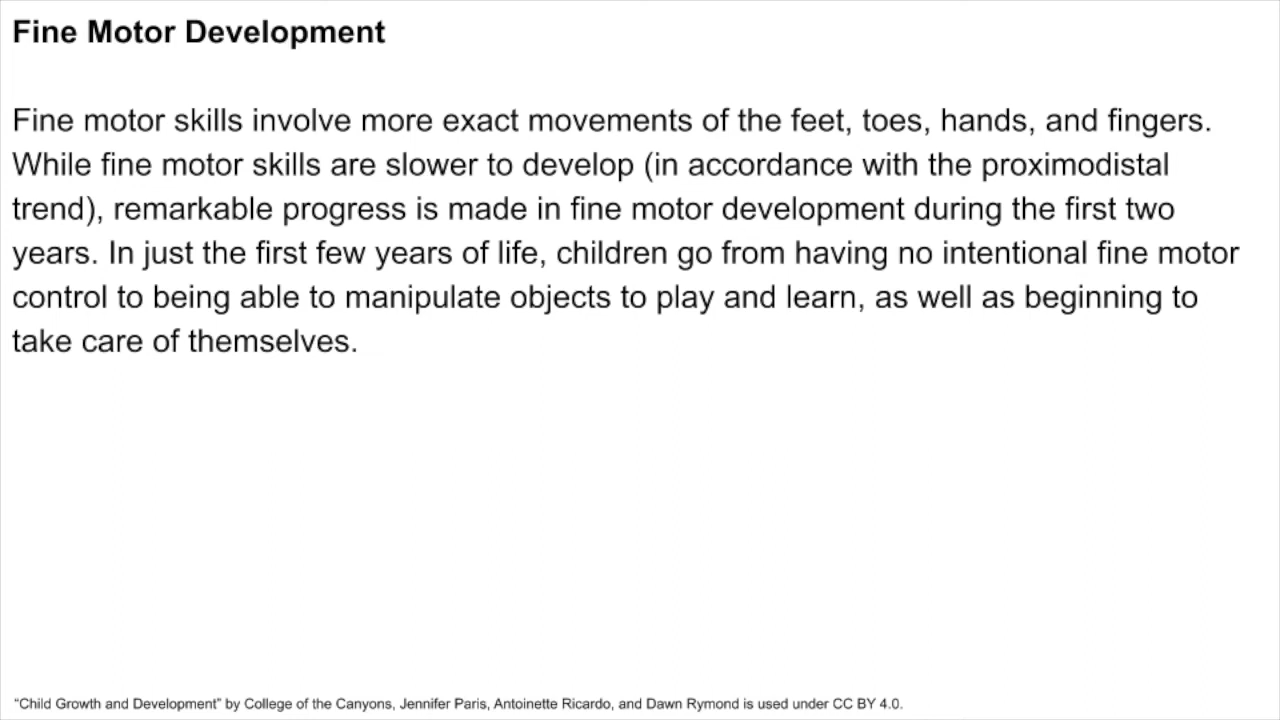 Fine Motor Development
Fine motor skills involve more exact movements of the feet, toes, hands, and fingers.
While fine motor skills are slower to develop (in accordance with the proximodistal
trend), remarkable progress is made in fine motor development during the first two
years. In just the first few years of life, children go from having no intentional fine motor
control to being able to manipulate objects to play and learn, as well as beginning to
take care of themselves.
“Child Growth and Development” by College of the Canyons, Jennifer Paris, Antoinette Ricardo, and Dawn Rymond is used under CC BY 4.0.